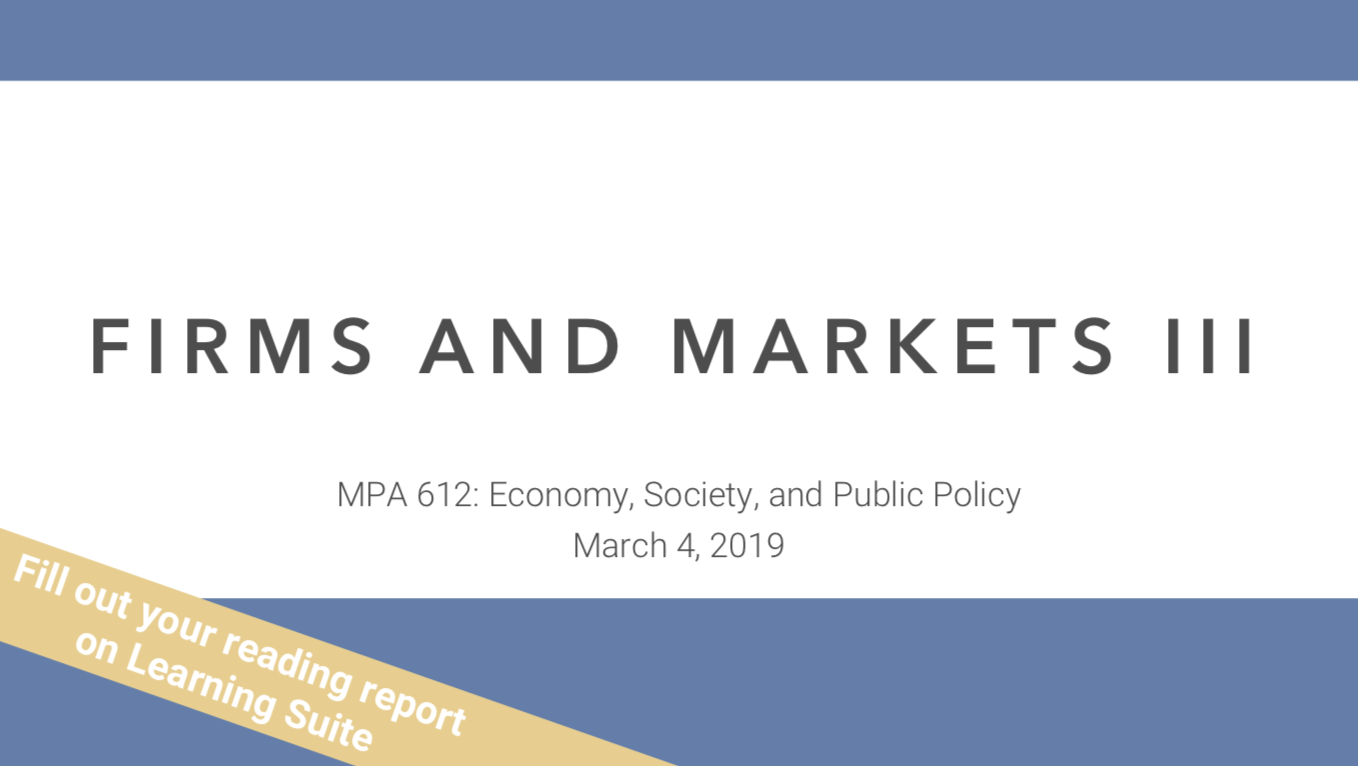 FIRMS AND MARKETS III
MPA 612: Economy, Society, and Public Policy
March 4, 2019
Fill out your reading report
on Learning Suite